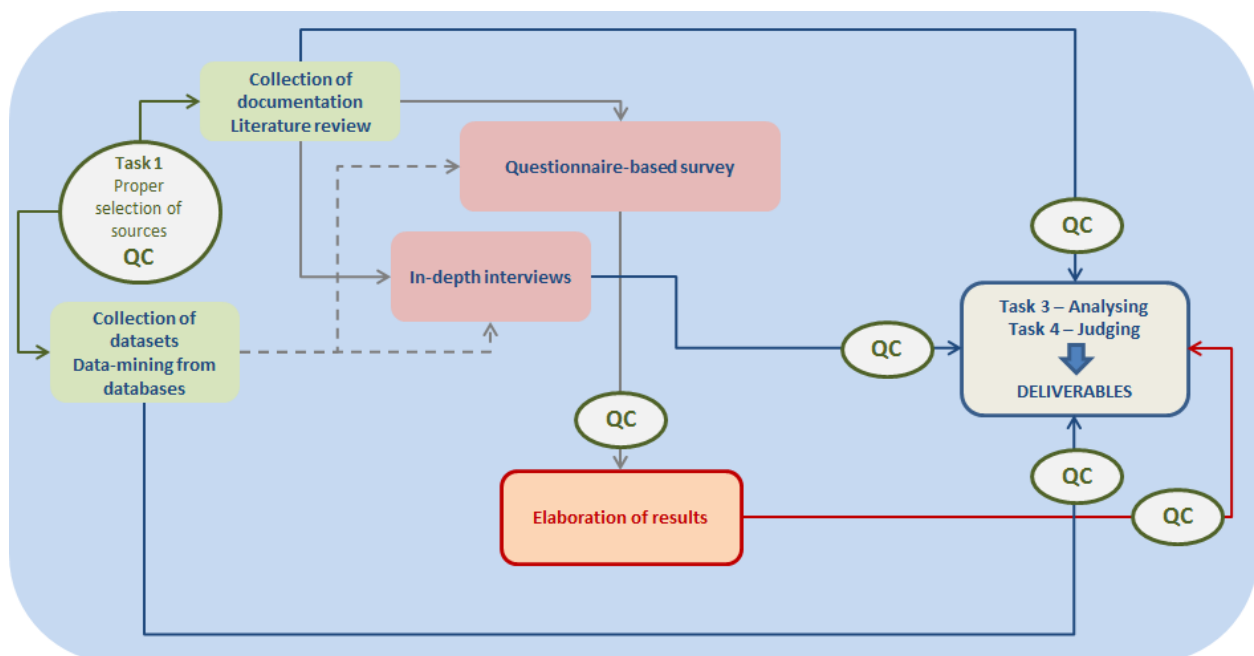 Collection of
documentation
Literature review
Task 1
Proper
selection of
sources
QC
Questionnaire-based survey
QC
In-depth interviews
Task 3 – Analysing
Task 4 – Judging
DELIVERABLES
Collection of
datasets
Data-mining from
databases
QC
QC
QC
Elaboration of results
QC